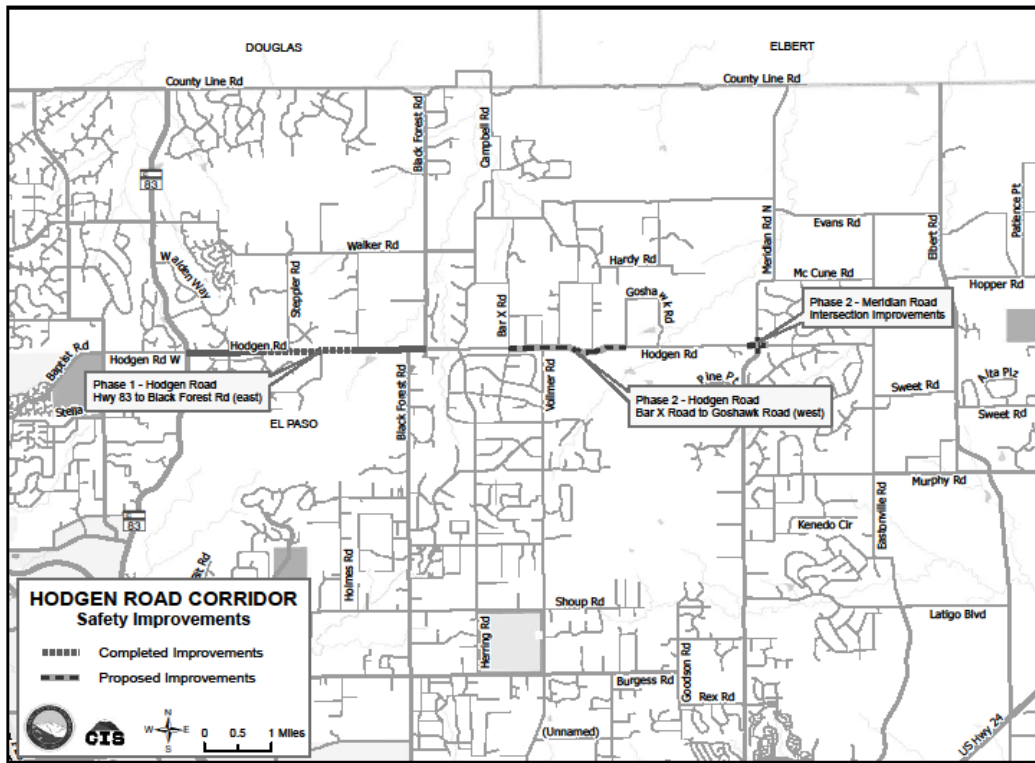 DOUGLAS
ELBERT
County Line Rd
County Line Rd
Black Forest Rd
Campbell Rd
83
Meridian Rd N
Evans Rd
Elbert Rd
Patience Pt
Walker Rd
Walden Way
Steppler Rd
Hardy Rd
Mc Cune Rd
Hopper Rd
Goshawk Rd
Bar X Rd
Phase 2 - Meridian Road
Intersection Improvements
Baptist Rd
Hodgen Rd W
Hodgen Rd
Hodgen Rd
Vollmer Rd
Pine Pt
Alta Plz
Phase 1 - Hodgen Road
Hwy 83 to Black Forest Rd (east)
Phase 2 - Hodgen Road
Bar X Road to Goshawk Road (west)
Sweet Rd
Sweet Rd
Stella
EL PASO
Black Forest Rd
Murphy Rd
83
Holmes Rd
Kenedo Cir
Eastonville Rd
Shoup Rd
Latigo Blvd
Herring Rd
Goodson Rd
Burgess Rd
Rex Rd
(Unnamed)
US Hwy 24
HODGEN ROAD CORRIDOR
Safety Improvements
Completed Improvements
Proposed Improvements
N
W E
S
0 0.5 1 Miles